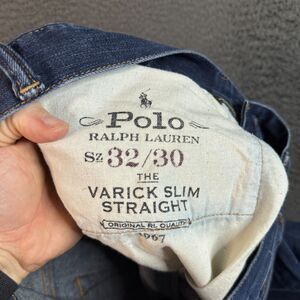 Polo
RALPH LAUREN
SZ 32/30
THE
VARICK SLIM
STRAIGHT
ORIGINAL RL QUALITY
1967